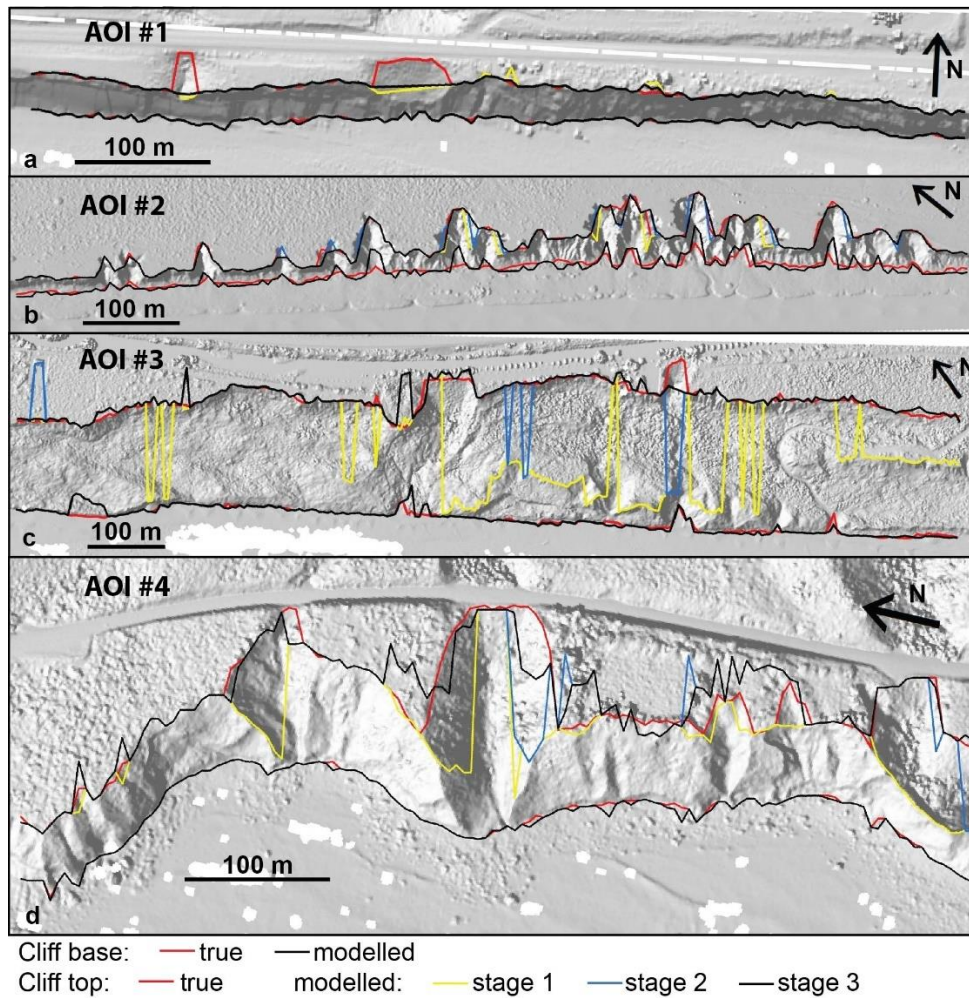 AOI #1
N
100 m
a
AOI #2
N
100 m
b
AOI #3
N
100 m
c
AOI #4
N
100 m
d
Cliff base: true modelled
Cliff top: true modelled: stage 1 stage 2 stage 3